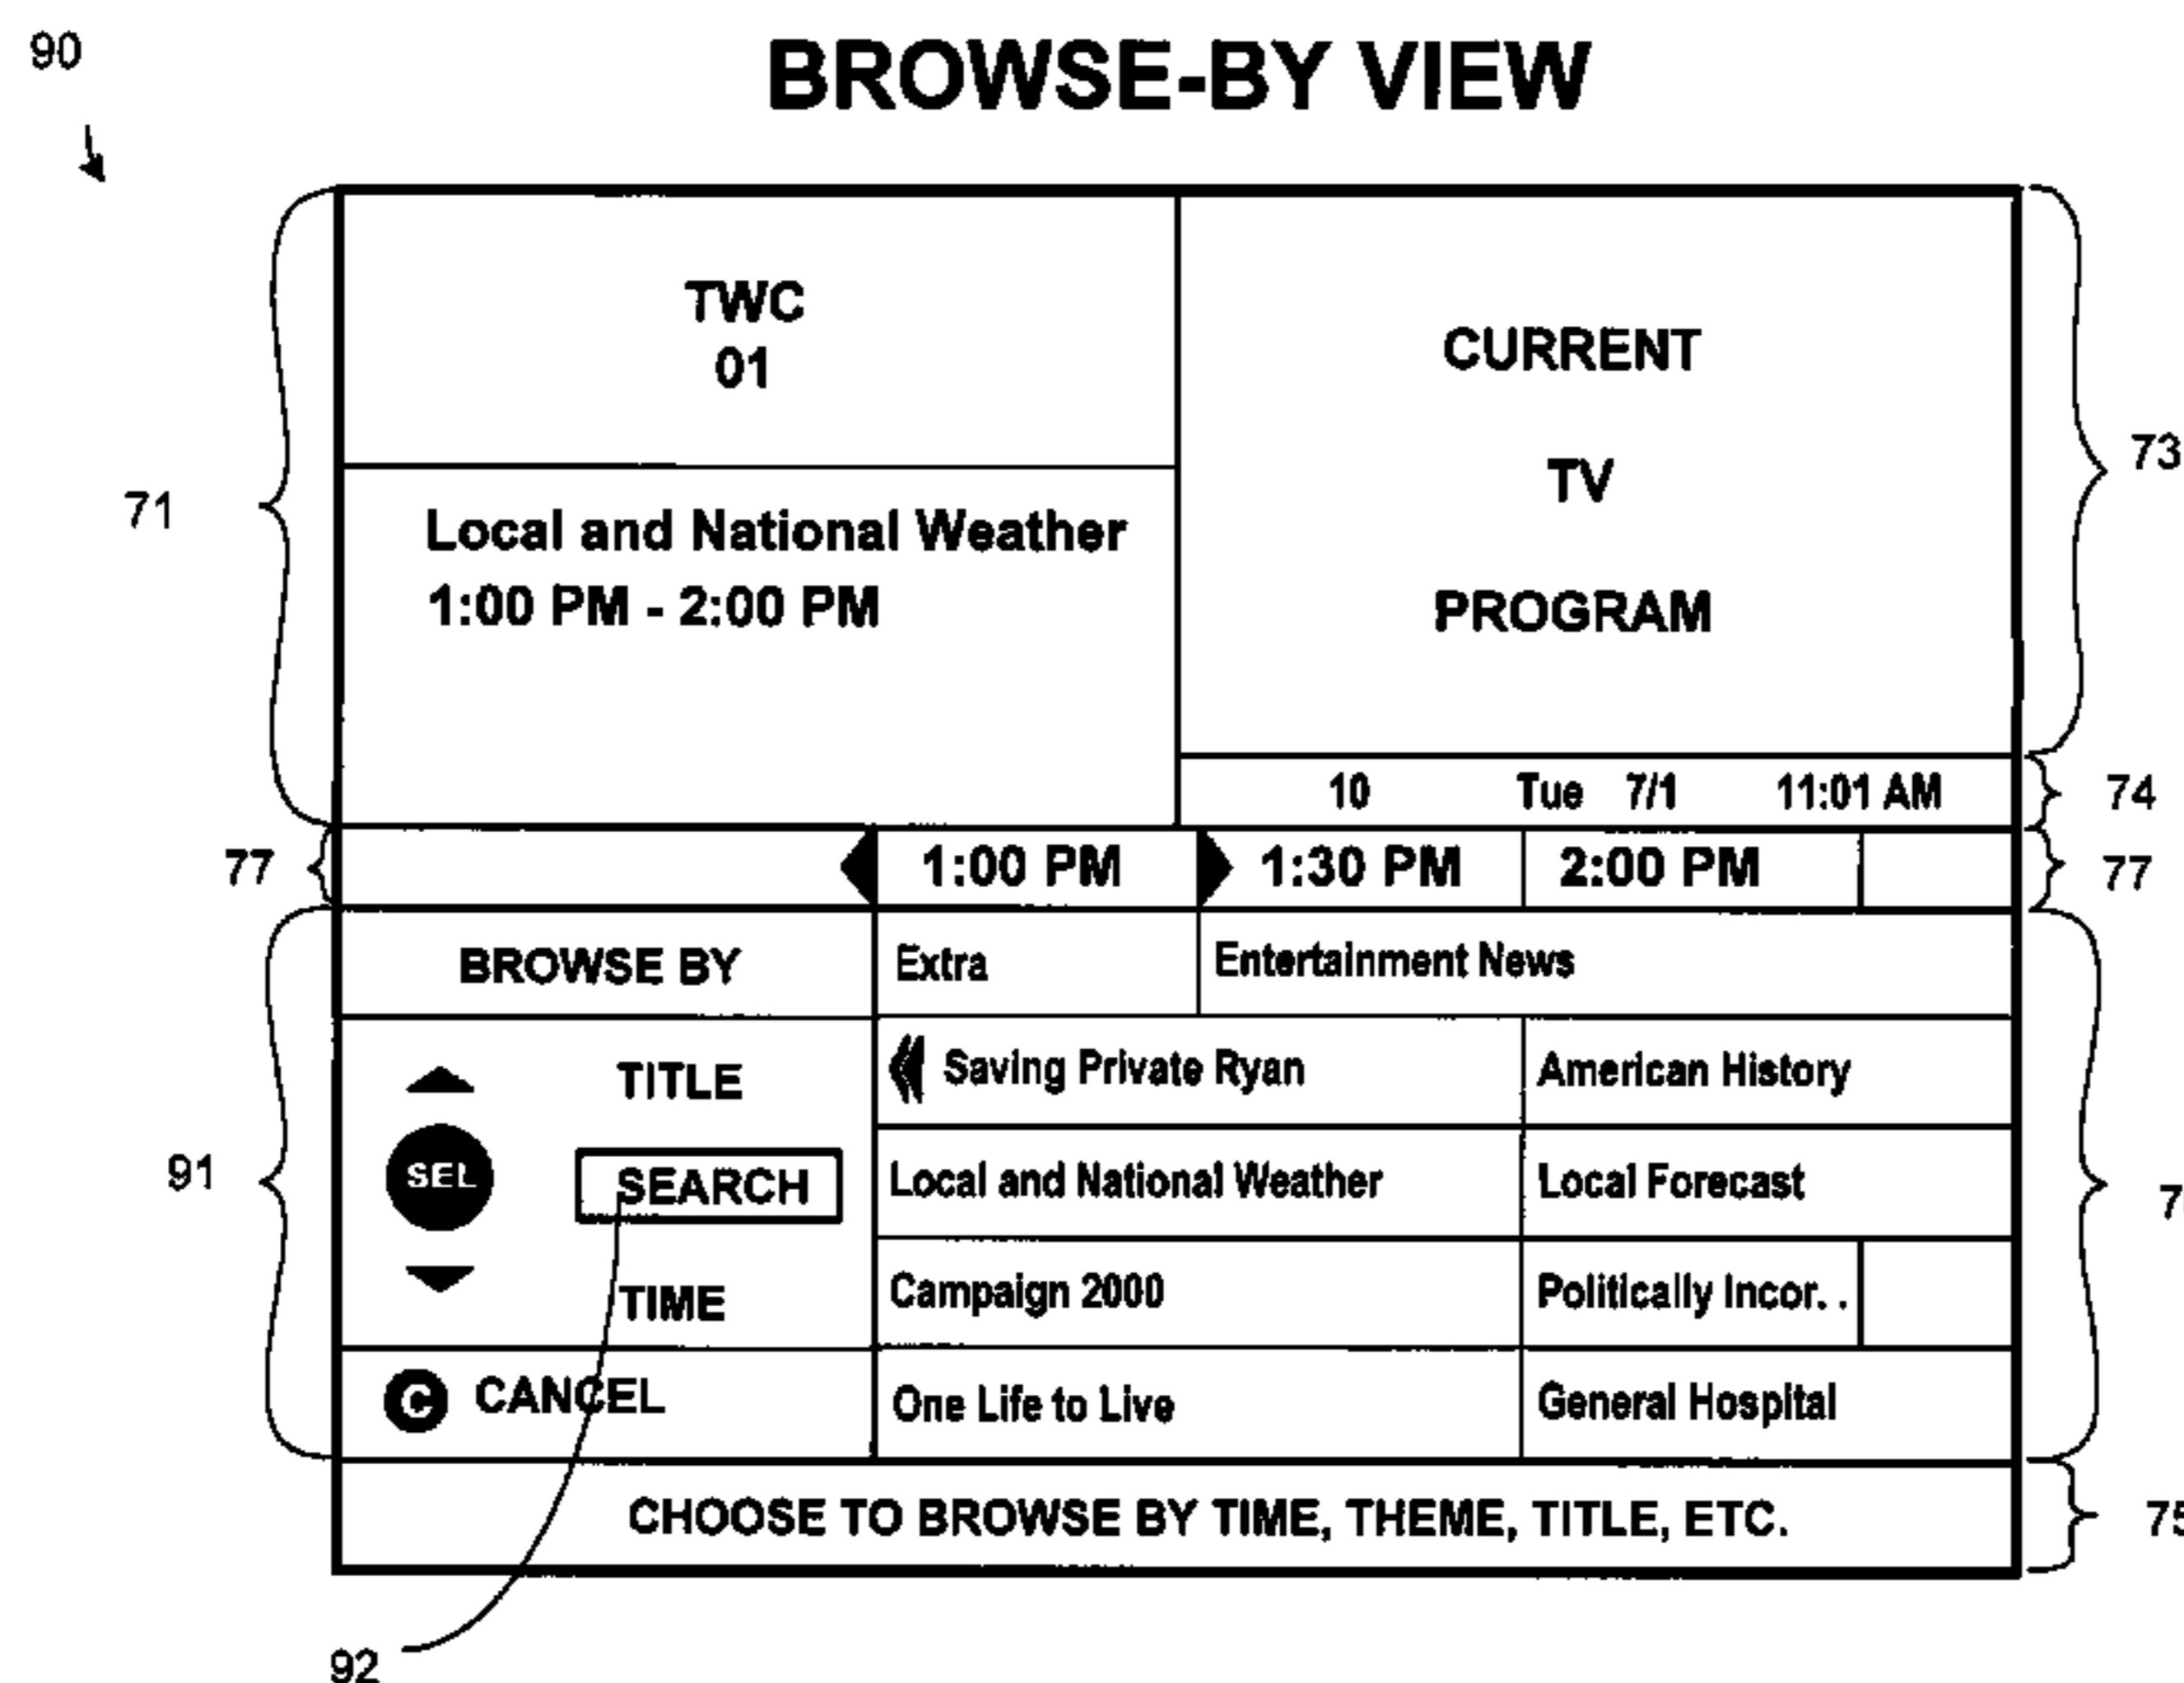 90
BROWSE-BY VIEW
TWC
01
Local and National Weather
1:00 PM - 2:00 PM
CURRENT
TV
PROGRAM
71
73
10 Tue 7/1 11:01 AM
74
77
1:00 PM 1:30 PM 2:00 PM
77
BROWSE BY
Extra Entertainment News
TITLE
Saving Private Ryan American History
91
SEL
SEARCH
Local and National Weather Local Forecast
7
TIME
Campaign 2000 Politically Incor. .
C CANCEL
One Life to Live General Hospital
CHOOSE TO BROWSE BY TIME, THEME, TITLE, ETC.
75
92